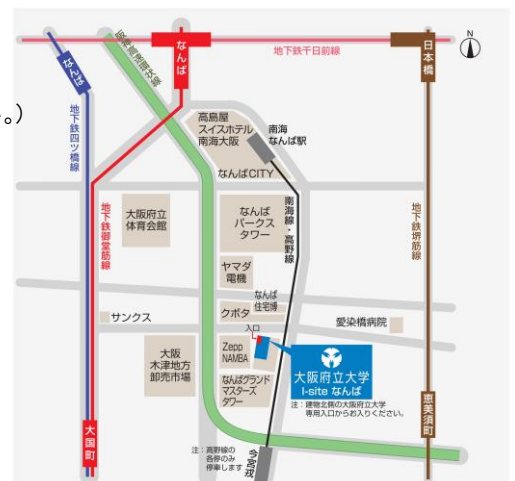 。)
N
なんば
なんば
日本橋
地下鉄千日前線
阪神高速環状線
地下鉄四ツ橋線
高島屋
スイスホテル
南海大阪
南海
なんば駅
なんばCITY
地下鉄御堂筋線
大阪府立
体育会館
なんば
パークス
タワー
南海線・高野線
地下鉄堺筋線
ヤマダ
電機
なんば
住宅博
クボタ
サンクス
入口
愛染橋病院
大阪
木津地方
卸売市場
Zepp
NAMBA
大阪府立大学
I-site なんば
なんばグランド
マスターズ
タワー
注：建物北側の大阪府立大学
専用入口からお入りください。
大国町
恵美須町
注：高野線の
各停のみ
停車します
今宮戎